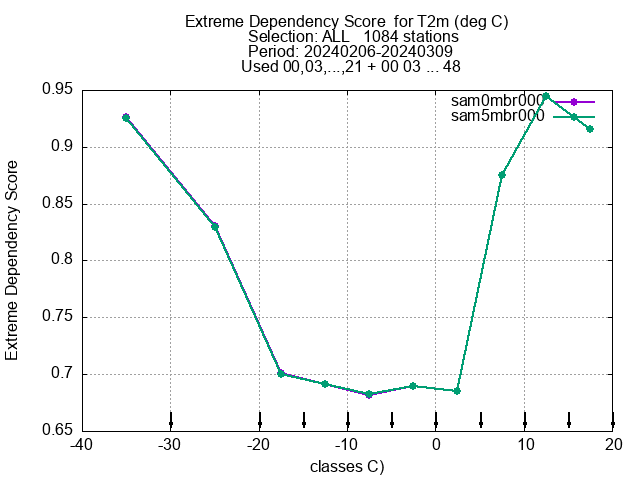 Extreme Dependency Score  for T2m (deg C)
Selection: ALL   1084 stations
Period: 20240206-20240309
Used 00,03,...,21 + 00 03 ... 48
sam0mbr000
sam5mbr000
Extreme Dependency Score
0.95
0.9
0.85
0.8
0.75
0.7
0.65
-40 -30 -20 -10 0 10 20
classes C)